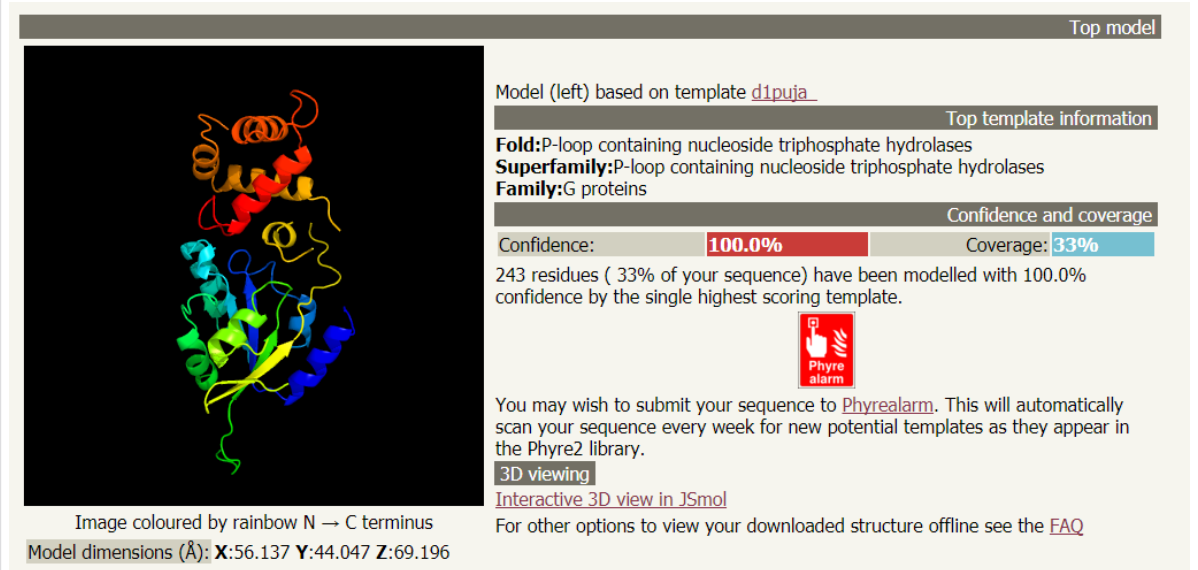 Top model
Model (left) based on template d1puja_
Top template information
Fold:P-loop containing nucleoside triphosphate hydrolases
Superfamily:P-loop containing nucleoside triphosphate hydrolases
Family:G proteins
Confidence and coverage
Confidence: 100.0% Coverage: 33%
243 residues ( 33% of your sequence) have been modelled with 100.0%
confidence by the single highest scoring template.
Phyre
alarm
You may wish to submit your sequence to Phyrealarm. This will automatically
scan your sequence every week for new potential templates as they appear in
the Phyre2 library.
3D viewing
Interactive 3D view in JSmol
For other options to view your downloaded structure offline see the FAQ
Image coloured by rainbow N → C terminus
Model dimensions (Å): X:56.137 Y:44.047 Z:69.196